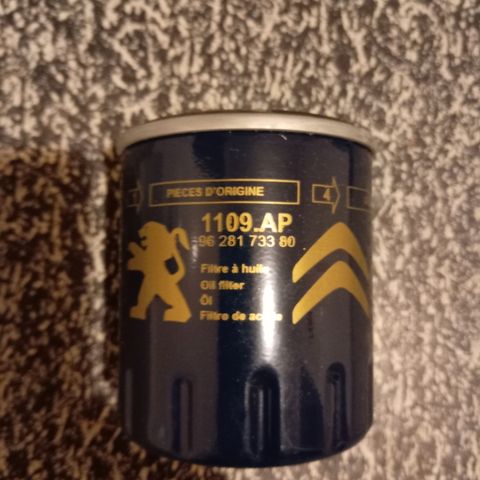 PIECES D'ORIGINE
4
1109.AP
96 281 733 80
Filtre à huile
Oil filter
Öl
Filtro de aceite